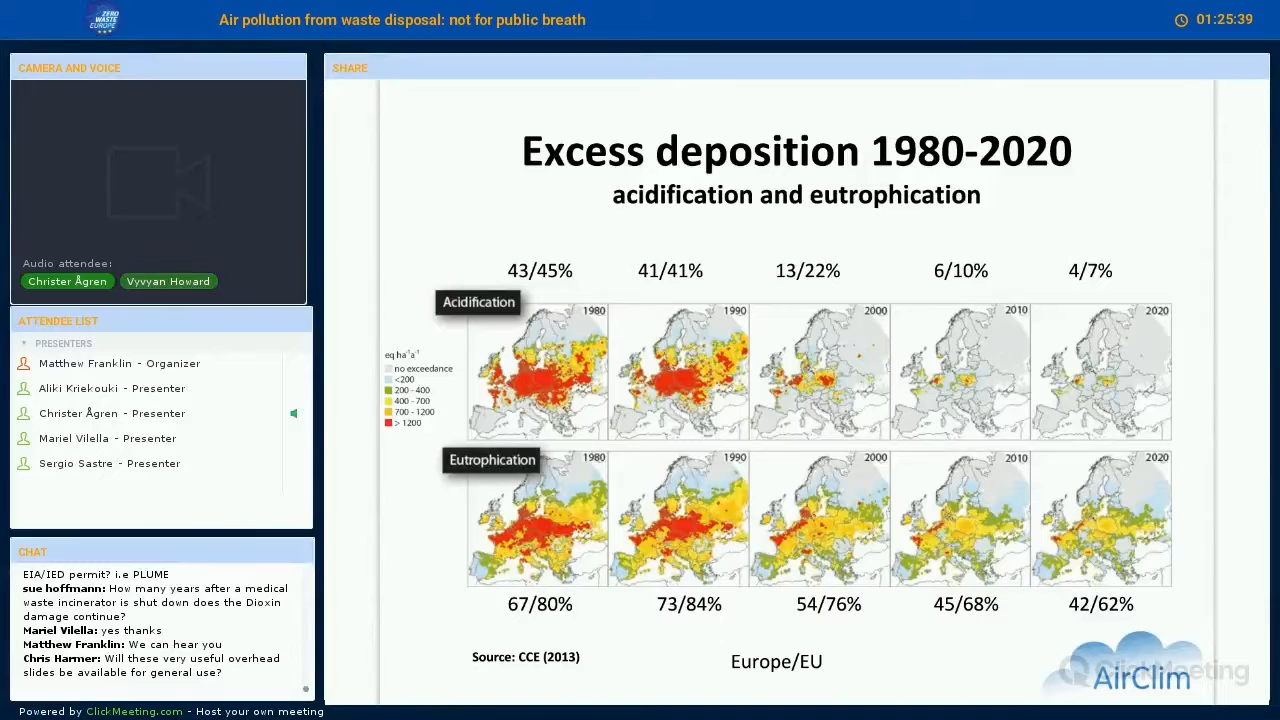 ZERO
WASTE
EUROPE
Air pollution from waste disposal: not for public breath
01:25:39
CAMERA AND VOICE
Audio attendee:
Christer Ågren
Vyvyan Howard
ATTENDEE LIST
PRESENTERS
Matthew Franklin - Organizer
Aliki Kriekouki - Presenter
Christer Ågren - Presenter
Mariel Vilella - Presenter
Sergio Sastre - Presenter
CHAT
EIA/IED permit? i.e PLUME
sue hoffmann: How many years after a medical
waste incinerator is shut down does the Dioxin
damage continue?
Mariel Vilella: yes thanks
Matthew Franklin: We can hear you
Chris Harmer: Will these very useful overhead
slides be available for general use?
Powered by ClickMeeting.com - Host your own meeting
SHARE
Excess deposition 1980-2020
acidification and eutrophication
43/45% 41/41% 13/22% 6/10% 4/7%
Acidification
1980 1990 2000 2010 2020
eq ha⁻¹a⁻¹
no exceedance
<200
200 - 400
400 - 700
700 - 1200
> 1200
Eutrophication
1980 1990 2000 2010 2020
67/80% 73/84% 54/76% 45/68% 42/62%
Source: CCE (2013)
Europe/EU
AirClim
ClickMeeting